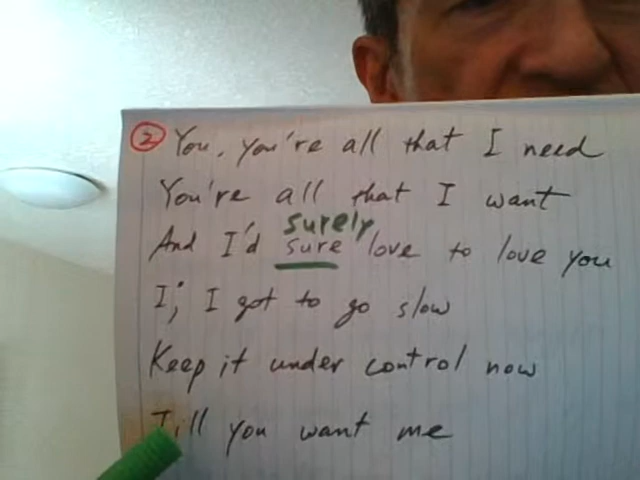 ② You, you're all that I need
You're all that I want
surely
And I'd sure love to love you
I; I got to go slow
Keep it under control now
Till you want me